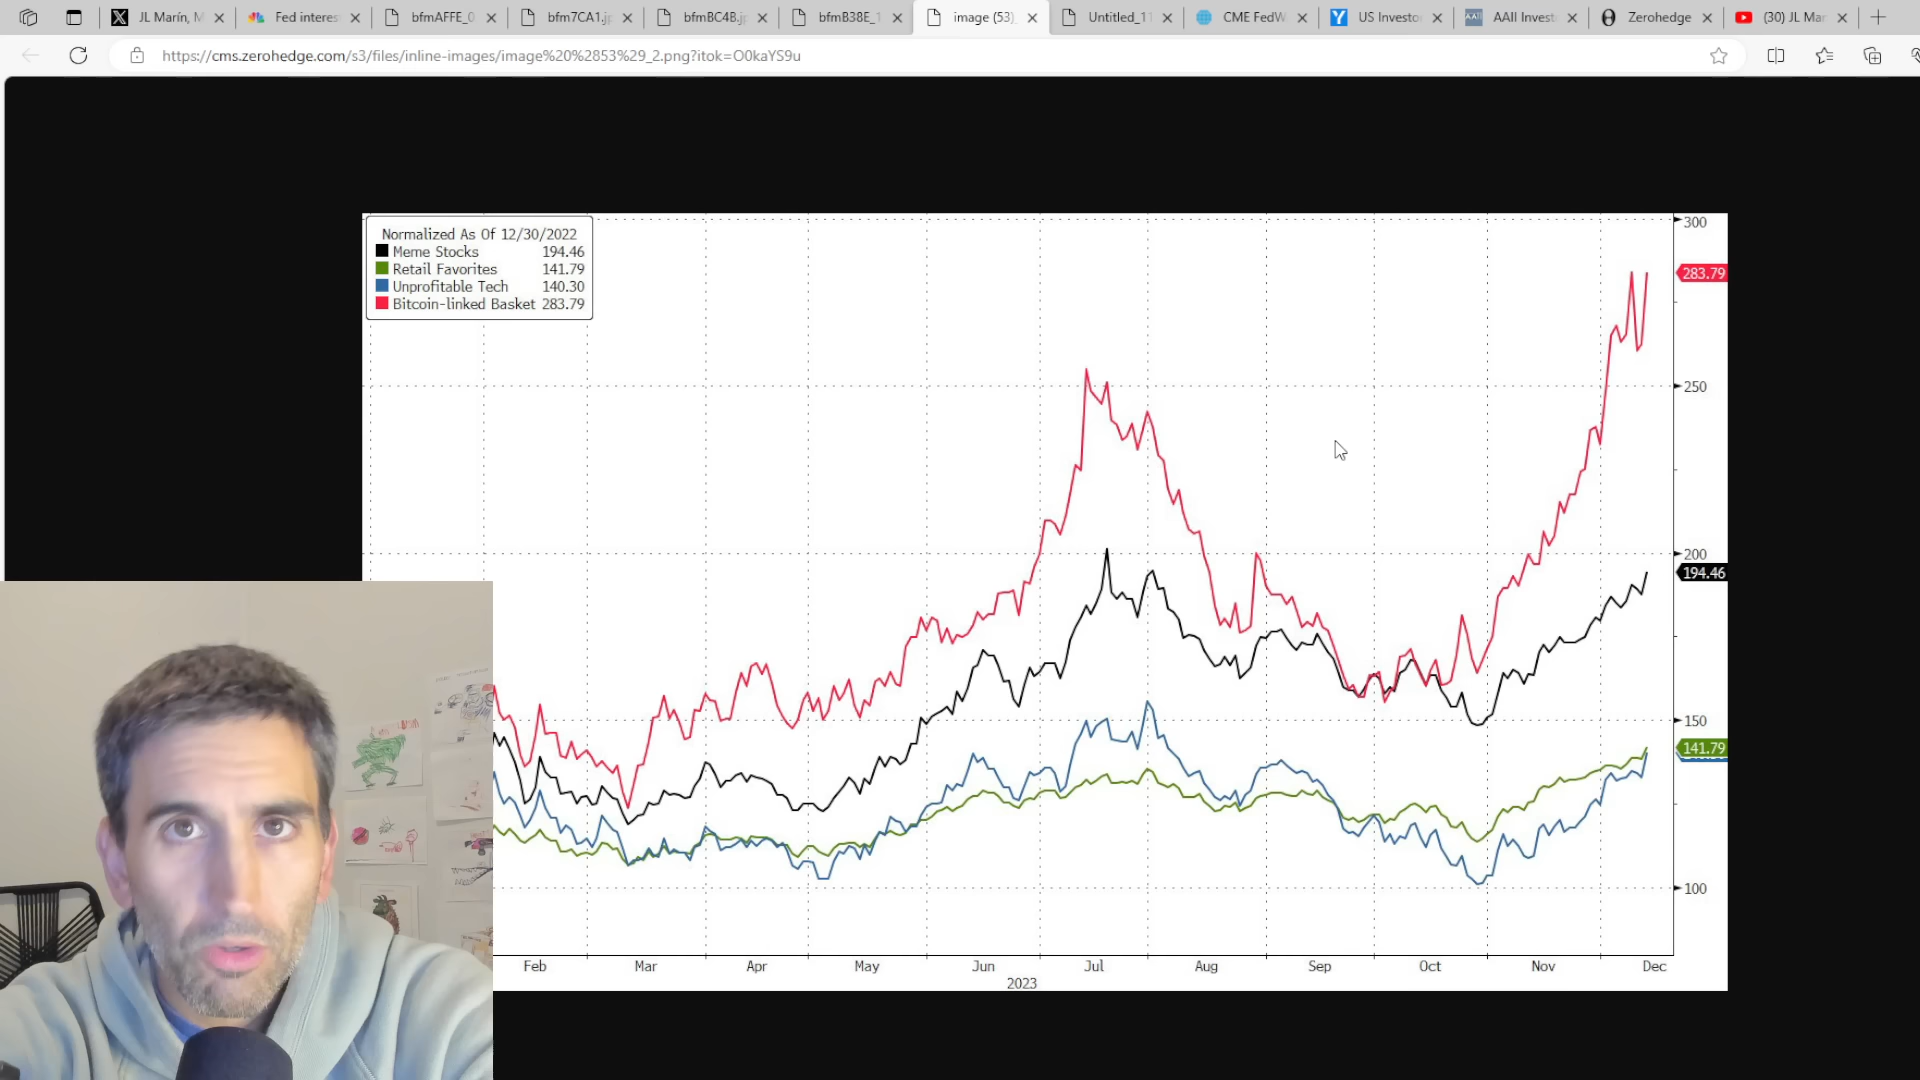 JL Marín, M
Fed interes
bfmAFFE_0
bfm7CA1.j
bfmBC4B.j
bfmB38E_1
image (53)
Untitled_11
CME FedW
US Investo
AAII Invest
Zerohedge
(30) JL Mar
https://cms.zerohedge.com/s3/files/inline-images/image%20%2853%29_2.png?itok=O0kaYS9u
Normalized As Of 12/30/2022
Meme Stocks 194.46
Retail Favorites 141.79
Unprofitable Tech 140.30
Bitcoin-linked Basket 283.79
300
283.79
250
200
194.46
150
141.79
100
Feb Mar Apr May Jun Jul Aug Sep Oct Nov Dec
2023